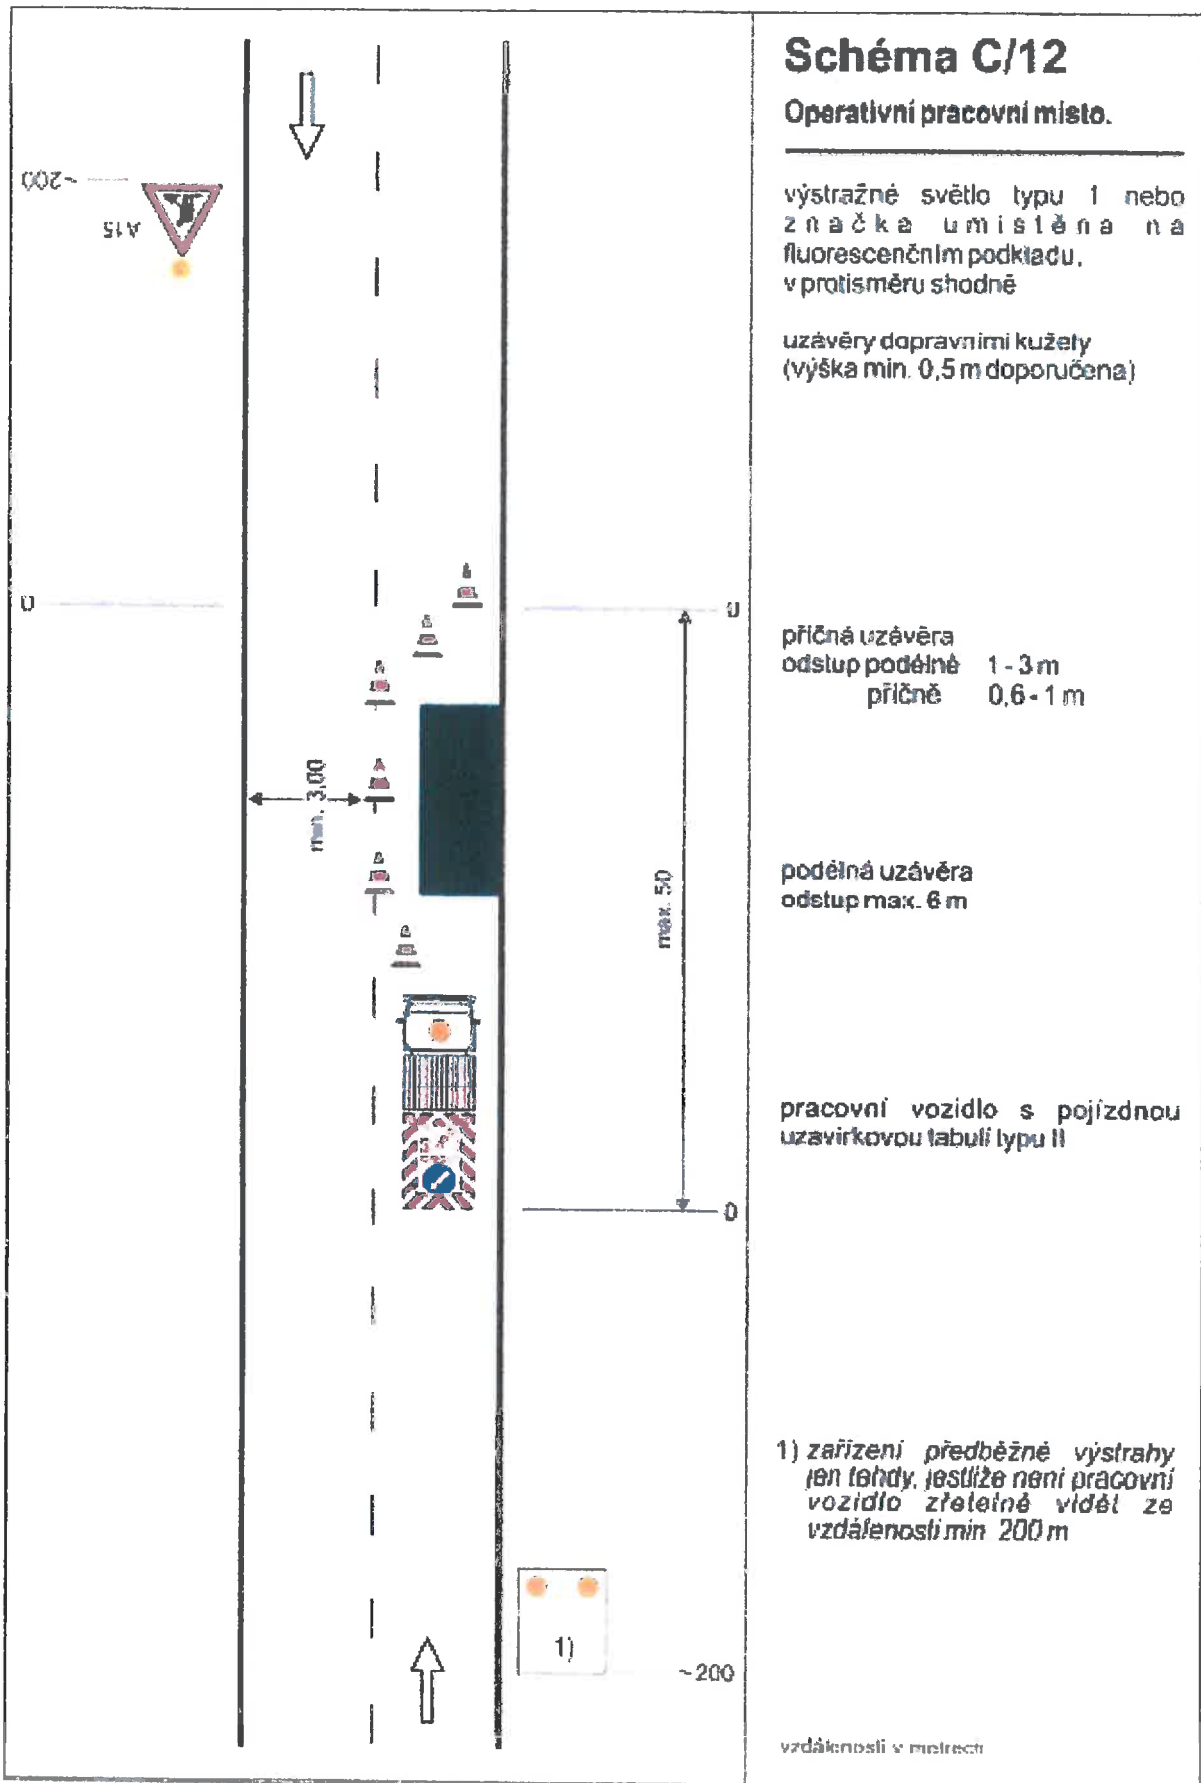 Schéma C/12
Operativní pracovní místo.
výstražné světlo typu 1 nebo
značka umístěna na
fluorescenčním podkladu,
v protisměru shodně
uzávěry dopravními kužely
(výška min. 0,5 m doporučena)
~200
A15
0
0
příčná uzávěra
odstup podélně 1 - 3 m
příčně 0,6 - 1 m
min. 3,00
max. 50
podélná uzávěra
odstup max. 6 m
pracovní vozidlo s pojízdnou
uzavírkovou tabulí typu II
0
1) zařízení předběžné výstrahy
jen tehdy, jestliže není pracovní
vozidlo zřetelně vidět ze
vzdálenosti min 200 m
1)
~200
vzdálenosti v metrech